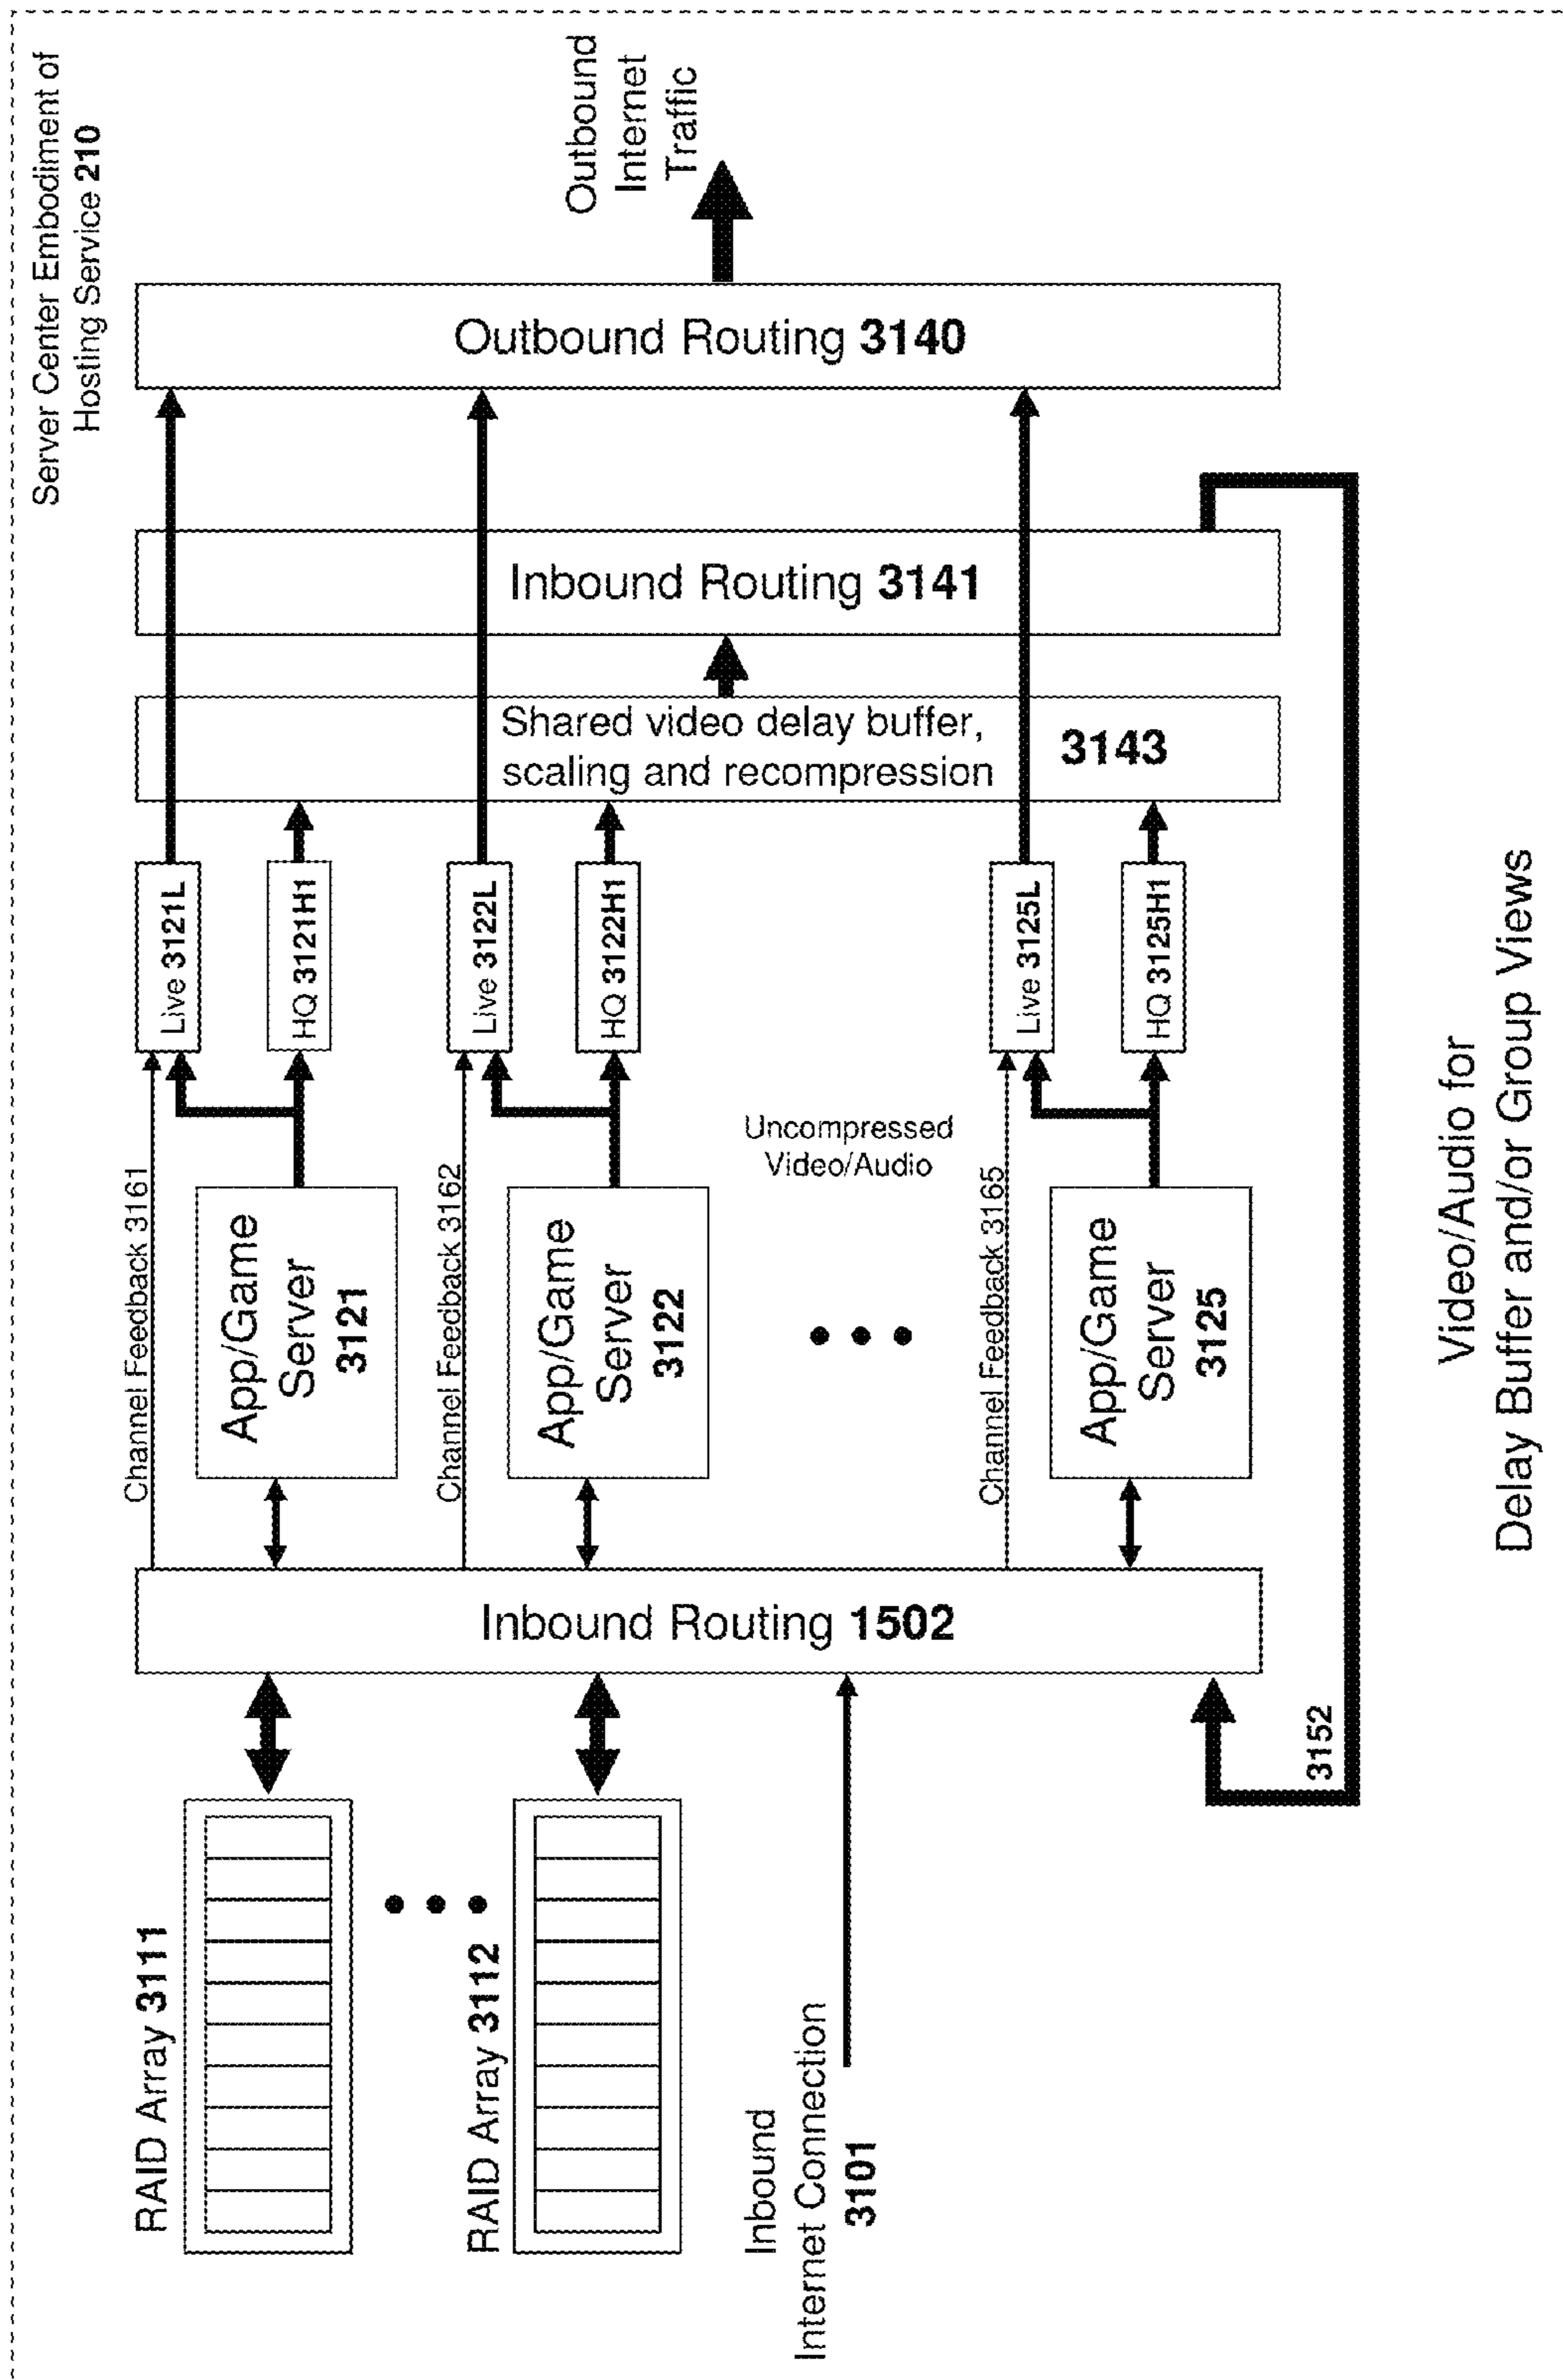 Server Center Embodiment of
Hosting Service 210
RAID Array 3111
RAID Array 3112
Inbound
Internet Connection
3101
Inbound Routing 1502
3152
Channel Feedback 3161
App/Game
Server
3121
Live 3121L
HQ 3121H1
Channel Feedback 3162
App/Game
Server
3122
Live 3122L
HQ 3122H1
Uncompressed
Video/Audio
Channel Feedback 3165
App/Game
Server
3125
Live 3125L
HQ 3125H1
Shared video delay buffer,
scaling and recompression
3143
Inbound Routing 3141
Outbound Routing 3140
Outbound
Internet
Traffic
Video/Audio for
Delay Buffer and/or Group Views